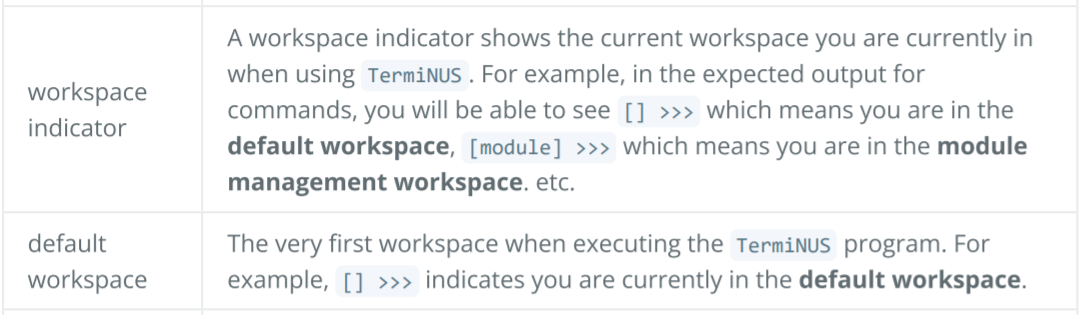 workspace
indicator
A workspace indicator shows the current workspace you are currently in
when using TermiNUS. For example, in the expected output for
commands, you will be able to see [] >>> which means you are in the
default workspace, [module] >>> which means you are in the module
management workspace. etc.
default
workspace
The very first workspace when executing the TermiNUS program. For
example, [] >>> indicates you are currently in the default workspace.